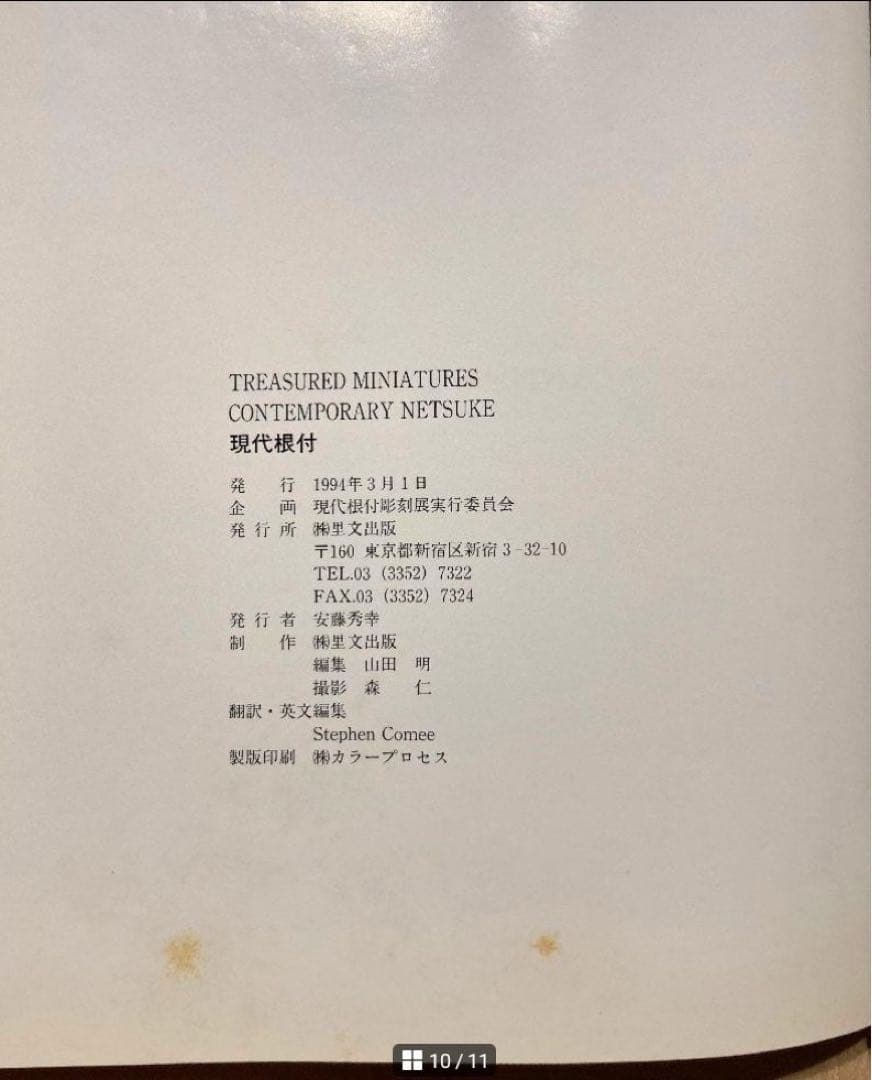 TREASURED MINIATURES
CONTEMPORARY NETSUKE
現代根付
発　行　1994年3月1日
企　画　現代根付彫刻展実行委員会
発行所　㈱里文出版
〒160 東京都新宿区新宿3-32-10
TEL.03 (3352) 7322
FAX.03 (3352) 7324
発行者　安藤秀幸
制　作　㈱里文出版
編集　山田　明
撮影　森　仁
翻訳・英文編集
Stephen Comee
製版印刷　㈱カラープロセス
10 / 11